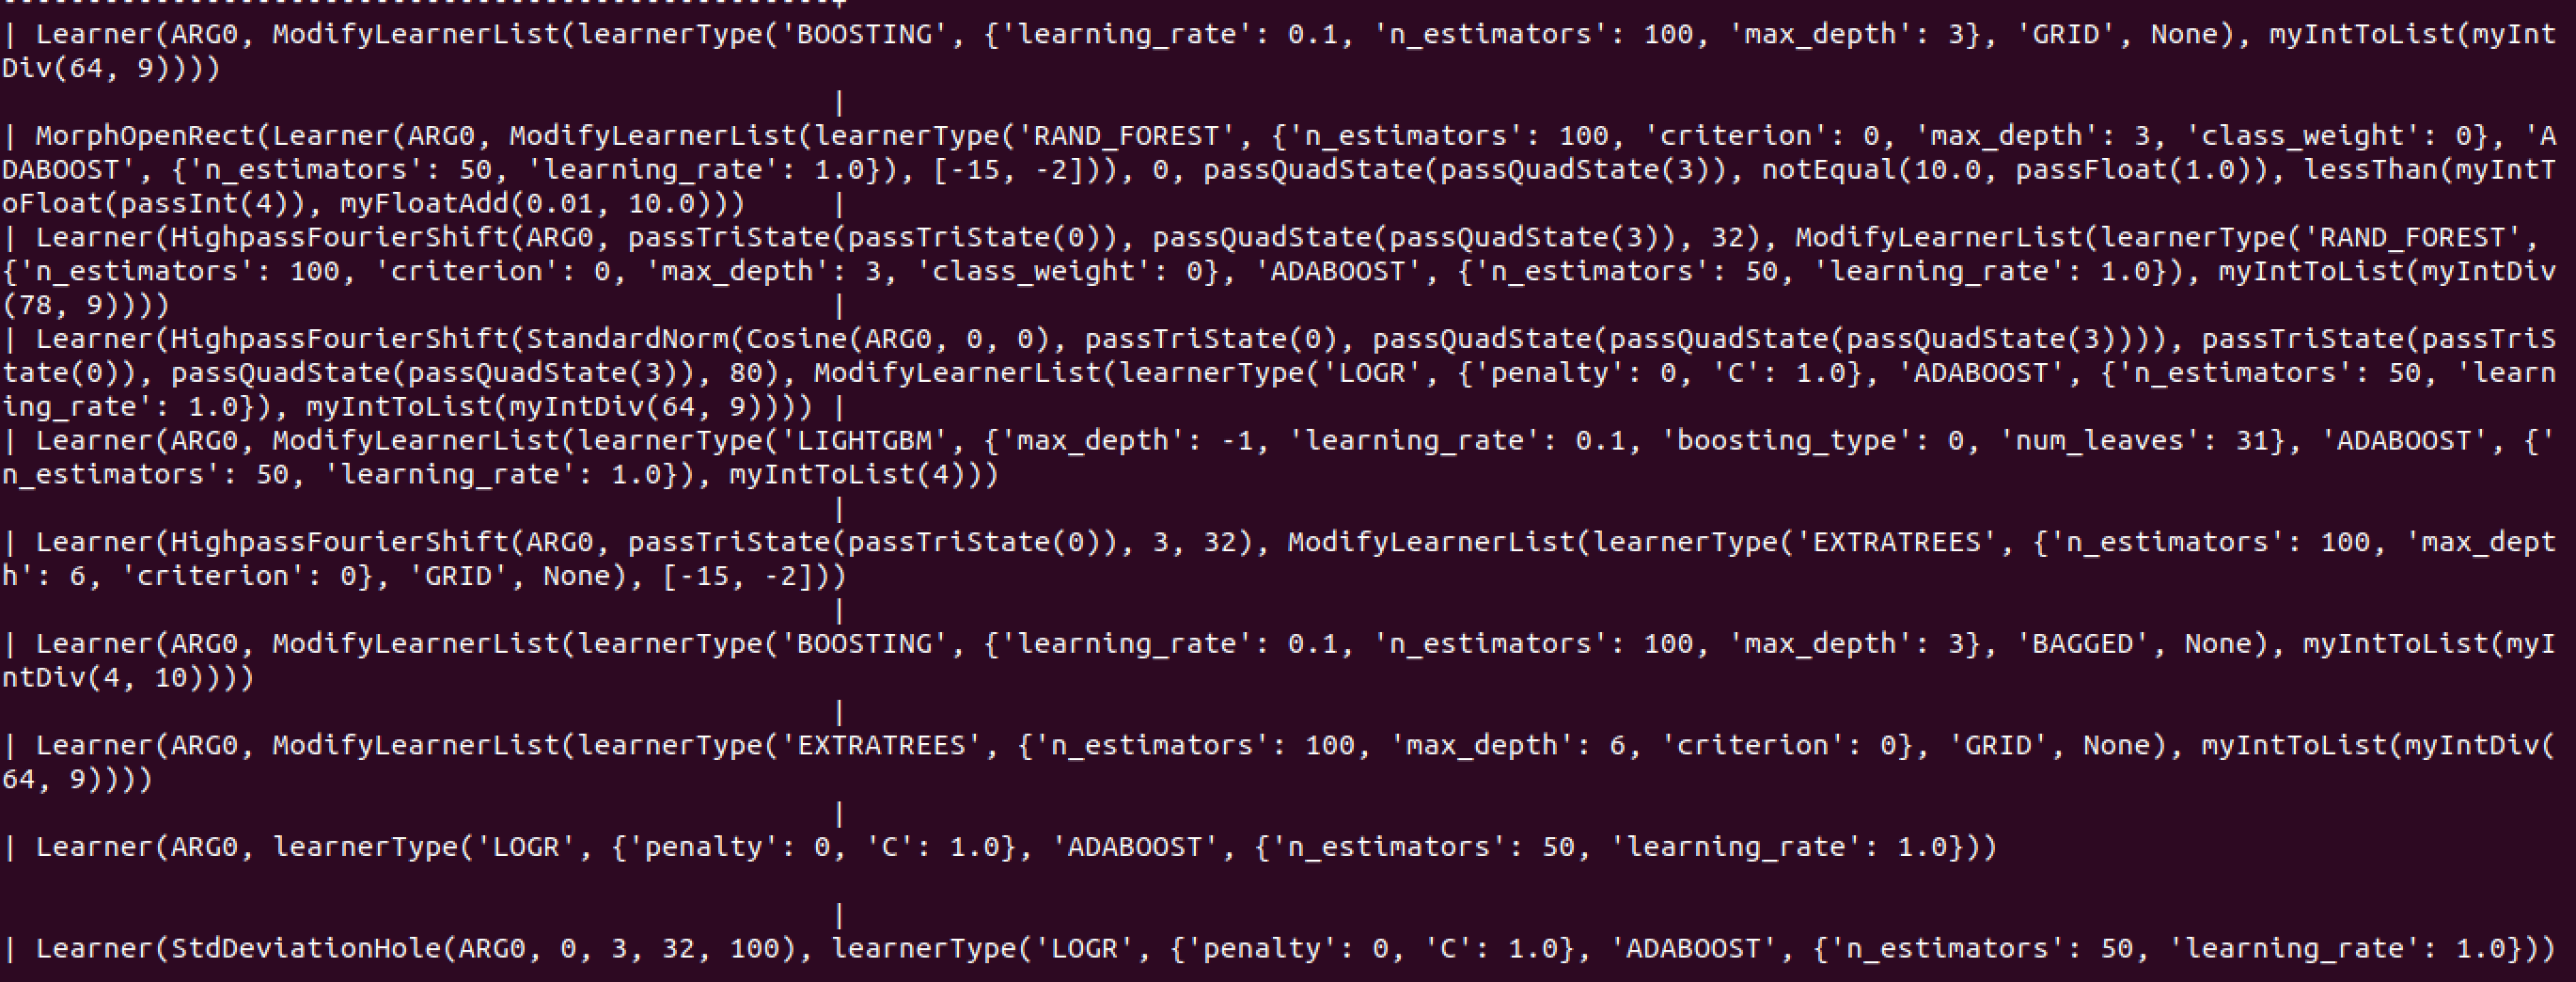 | Learner(ARG0, ModifyLearnerList(learnerType('BOOSTING', {'learning_rate': 0.1, 'n_estimators': 100, 'max_depth': 3}, 'GRID', None), myIntToList(myInt
Div(64, 9))))
|
| MorphOpenRect(Learner(ARG0, ModifyLearnerList(learnerType('RAND_FOREST', {'n_estimators': 100, 'criterion': 0, 'max_depth': 3, 'class_weight': 0}, 'A
DABOOST', {'n_estimators': 50, 'learning_rate': 1.0}), [-15, -2])), 0, passQuadState(passQuadState(3)), notEqual(10.0, passFloat(1.0)), lessThan(myIntT
oFloat(passInt(4)), myFloatAdd(0.01, 10.0))) |
| Learner(HighpassFourierShift(ARG0, passTriState(passTriState(0)), passQuadState(passQuadState(3)), 32), ModifyLearnerList(learnerType('RAND_FOREST', 
{'n_estimators': 100, 'criterion': 0, 'max_depth': 3, 'class_weight': 0}, 'ADABOOST', {'n_estimators': 50, 'learning_rate': 1.0}), myIntToList(myIntDiv
(78, 9)))) |
| Learner(HighpassFourierShift(StandardNorm(Cosine(ARG0, 0, 0), passTriState(0), passQuadState(passQuadState(passQuadState(3)))), passTriState(passTriS
tate(0)), passQuadState(passQuadState(3)), 80), ModifyLearnerList(learnerType('LOGR', {'penalty': 0, 'C': 1.0}, 'ADABOOST', {'n_estimators': 50, 'learn
ing_rate': 1.0}), myIntToList(myIntDiv(64, 9)))) |
| Learner(ARG0, ModifyLearnerList(learnerType('LIGHTGBM', {'max_depth': -1, 'learning_rate': 0.1, 'boosting_type': 0, 'num_leaves': 31}, 'ADABOOST', {'
n_estimators': 50, 'learning_rate': 1.0}), myIntToList(4)))
|
| Learner(HighpassFourierShift(ARG0, passTriState(passTriState(0)), 3, 32), ModifyLearnerList(learnerType('EXTRATREES', {'n_estimators': 100, 'max_dept
h': 6, 'criterion': 0}, 'GRID', None), [-15, -2]))
|
| Learner(ARG0, ModifyLearnerList(learnerType('BOOSTING', {'learning_rate': 0.1, 'n_estimators': 100, 'max_depth': 3}, 'BAGGED', None), myIntToList(myI
ntDiv(4, 10))))
|
| Learner(ARG0, ModifyLearnerList(learnerType('EXTRATREES', {'n_estimators': 100, 'max_depth': 6, 'criterion': 0}, 'GRID', None), myIntToList(myIntDiv(
64, 9))))
|
| Learner(ARG0, learnerType('LOGR', {'penalty': 0, 'C': 1.0}, 'ADABOOST', {'n_estimators': 50, 'learning_rate': 1.0}))
|
| Learner(StdDeviationHole(ARG0, 0, 3, 32, 100), learnerType('LOGR', {'penalty': 0, 'C': 1.0}, 'ADABOOST', {'n_estimators': 50, 'learning_rate': 1.0}))